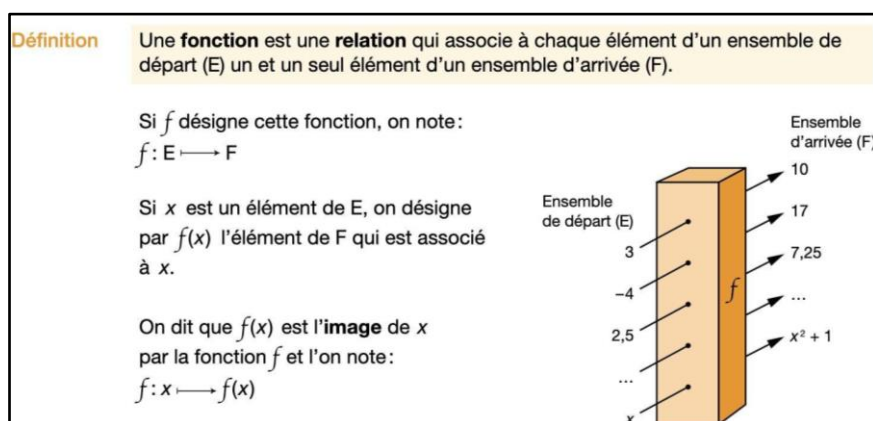 Définition
Une fonction est une relation qui associe à chaque élément d'un ensemble de
départ (E) un et un seul élément d'un ensemble d'arrivée (F).
Si f désigne cette fonction, on note :
f : E ⟼ F
Si x est un élément de E, on désigne
par f(x) l'élément de F qui est associé
à x.
On dit que f(x) est l'image de x
par la fonction f et l'on note :
f : x ⟼ f(x)
Ensemble
de départ (E)
3
−4
2,5
...
x
f
Ensemble
d'arrivée (F)
10
17
7,25
...
x² + 1